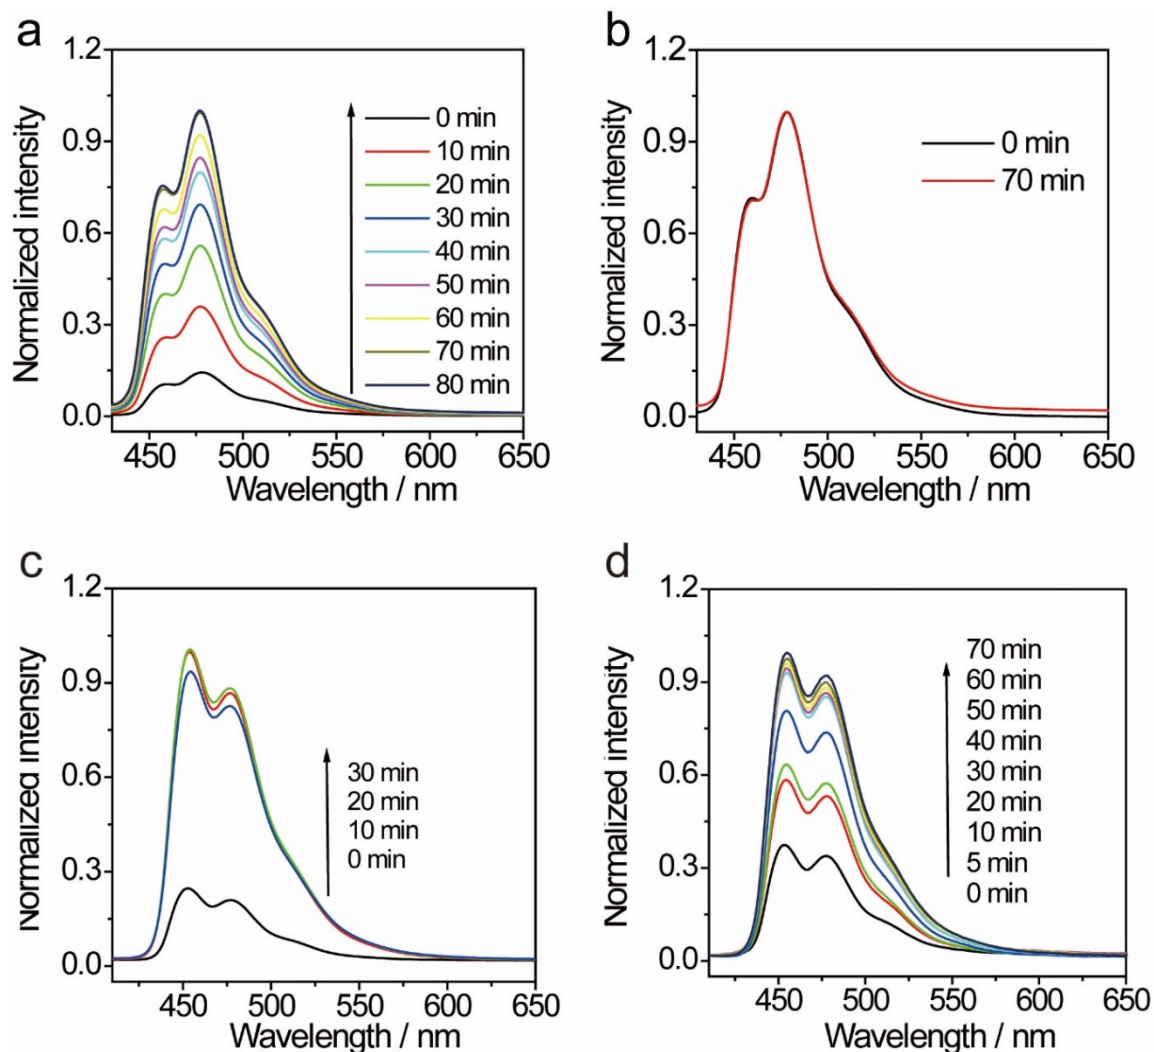 a
1.2
0.9
0.6
0.3
0.0
Normalized intensity
0 min
10 min
20 min
30 min
40 min
50 min
60 min
70 min
80 min
450 500 550 600 650
Wavelength / nm
b
1.2
0.9
0.6
0.3
0.0
Normalized intensity
0 min
70 min
450 500 550 600 650
Wavelength / nm
c
1.2
0.9
0.6
0.3
0.0
Normalized intensity
30 min
20 min
10 min
0 min
450 500 550 600 650
Wavelength / nm
d
1.2
0.9
0.6
0.3
0.0
Normalized intensity
70 min
60 min
50 min
40 min
30 min
20 min
10 min
5 min
0 min
450 500 550 600 650
Wavelength / nm